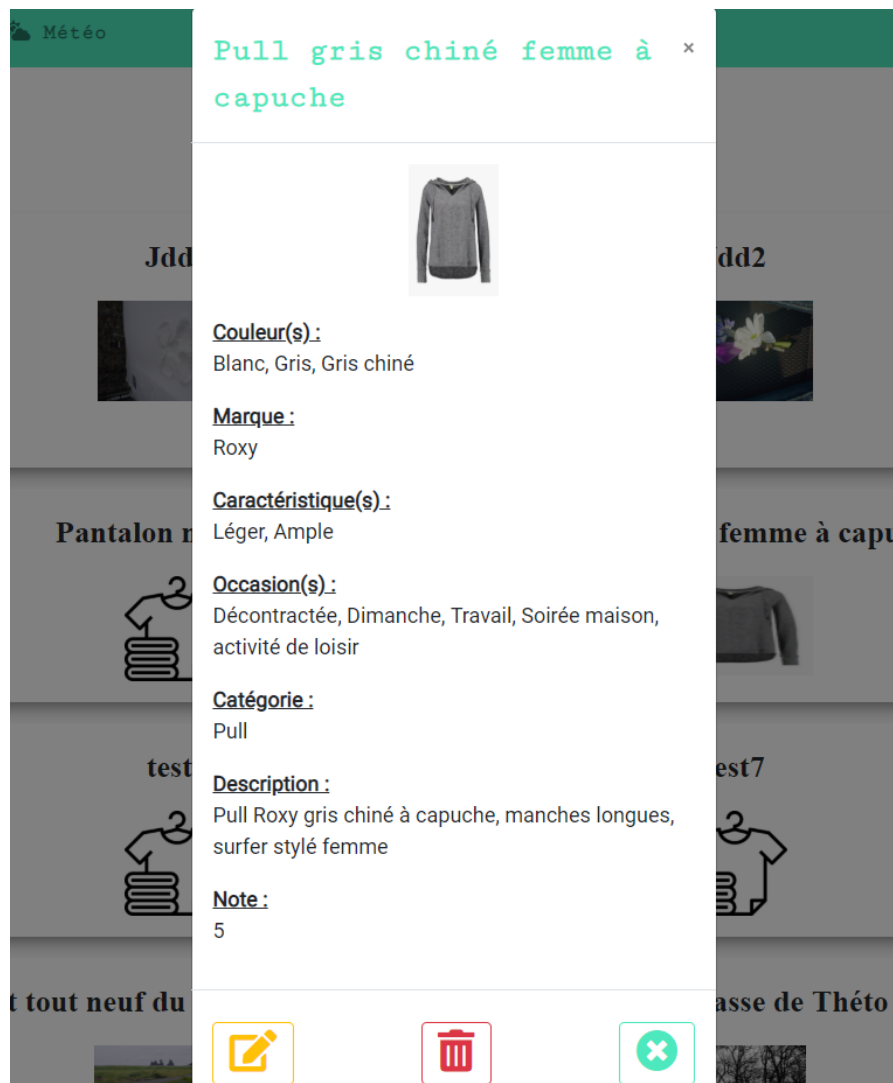 Météo
Pull gris chiné femme à
capuche
×
Jdd
dd2
Couleur(s) :
Blanc, Gris, Gris chiné
Marque :
Roxy
Caractéristique(s) :
Léger, Ample
Pantalon
femme à capu
Occasion(s) :
Décontractée, Dimanche, Travail, Soirée maison,
activité de loisir
Catégorie :
Pull
test
est7
Description :
Pull Roxy gris chiné à capuche, manches longues,
surfer stylé femme
Note :
5
t tout neuf du
asse de Théto